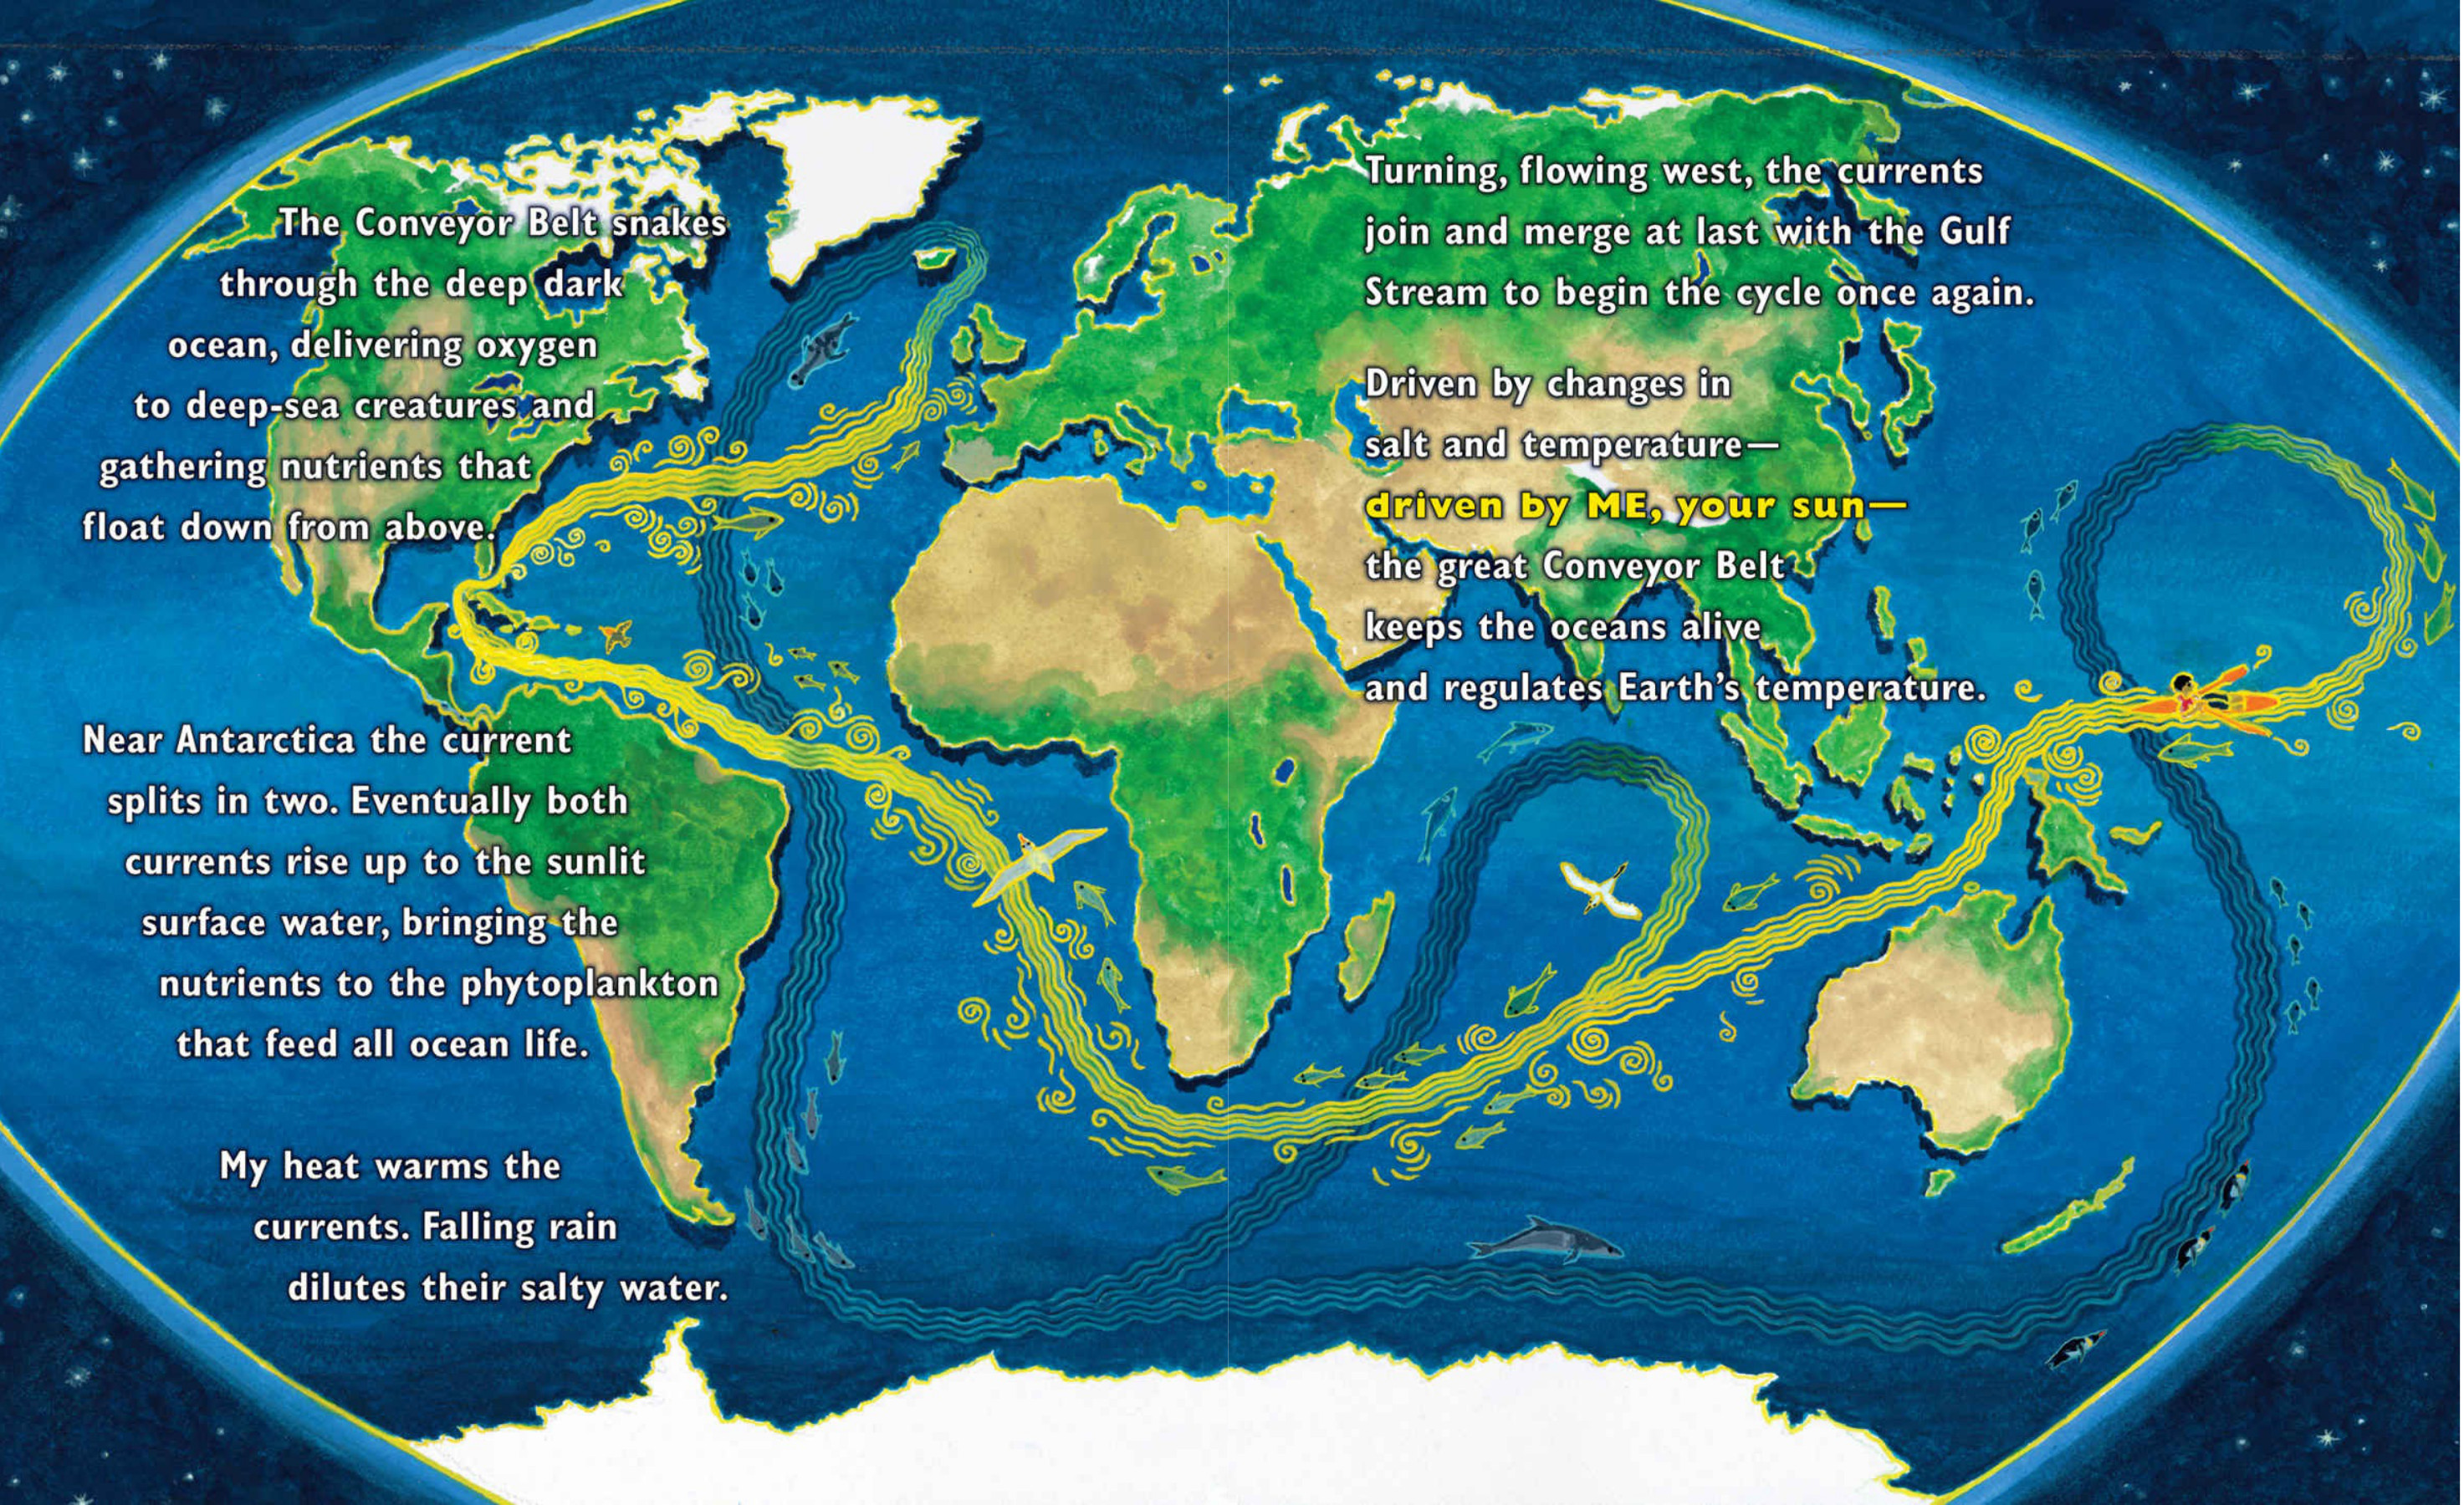 The Conveyor Belt snakes
through the deep dark
ocean, delivering oxygen
to deep-sea creatures and
gathering nutrients that
float down from above.
Near Antarctica the current
splits in two. Eventually both
currents rise up to the sunlit
surface water, bringing the
nutrients to the phytoplankton
that feed all ocean life.
My heat warms the
currents. Falling rain
dilutes their salty water.
Turning, flowing west, the currents
join and merge at last with the Gulf
Stream to begin the cycle once again.
Driven by changes in
salt and temperature—
driven by ME, your sun—
the great Conveyor Belt
keeps the oceans alive
and regulates Earth's temperature.